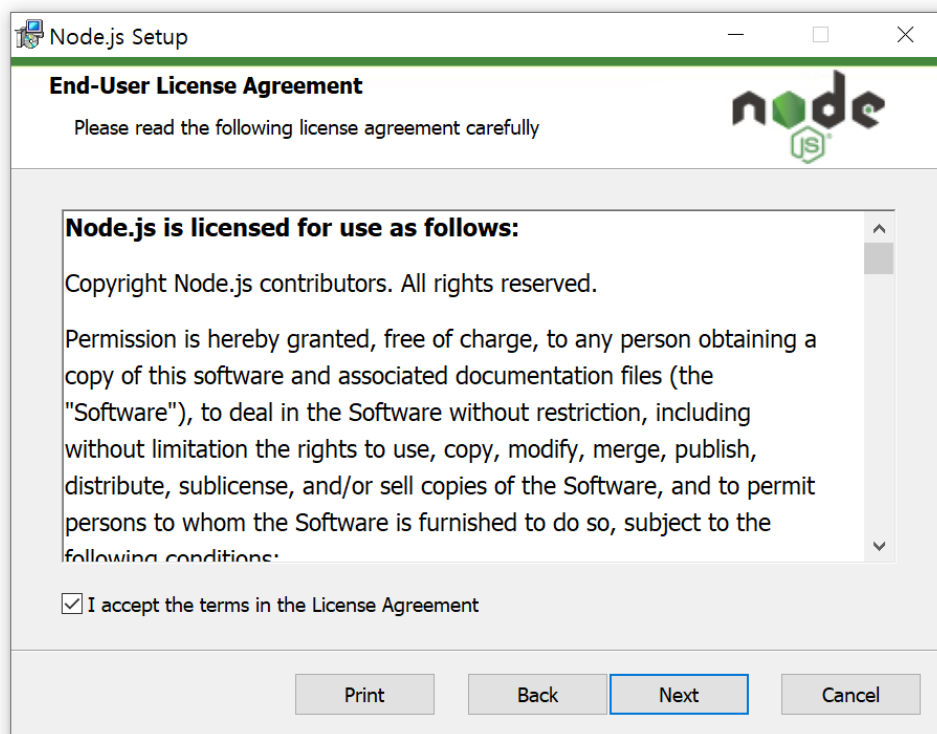 Node.js Setup
End-User License Agreement
Please read the following license agreement carefully
node
JS
Node.js is licensed for use as follows:
Copyright Node.js contributors. All rights reserved.
Permission is hereby granted, free of charge, to any person obtaining a
copy of this software and associated documentation files (the
"Software"), to deal in the Software without restriction, including
without limitation the rights to use, copy, modify, merge, publish,
distribute, sublicense, and/or sell copies of the Software, and to permit
persons to whom the Software is furnished to do so, subject to the
following conditions:
I accept the terms in the License Agreement
Print
Back
Next
Cancel